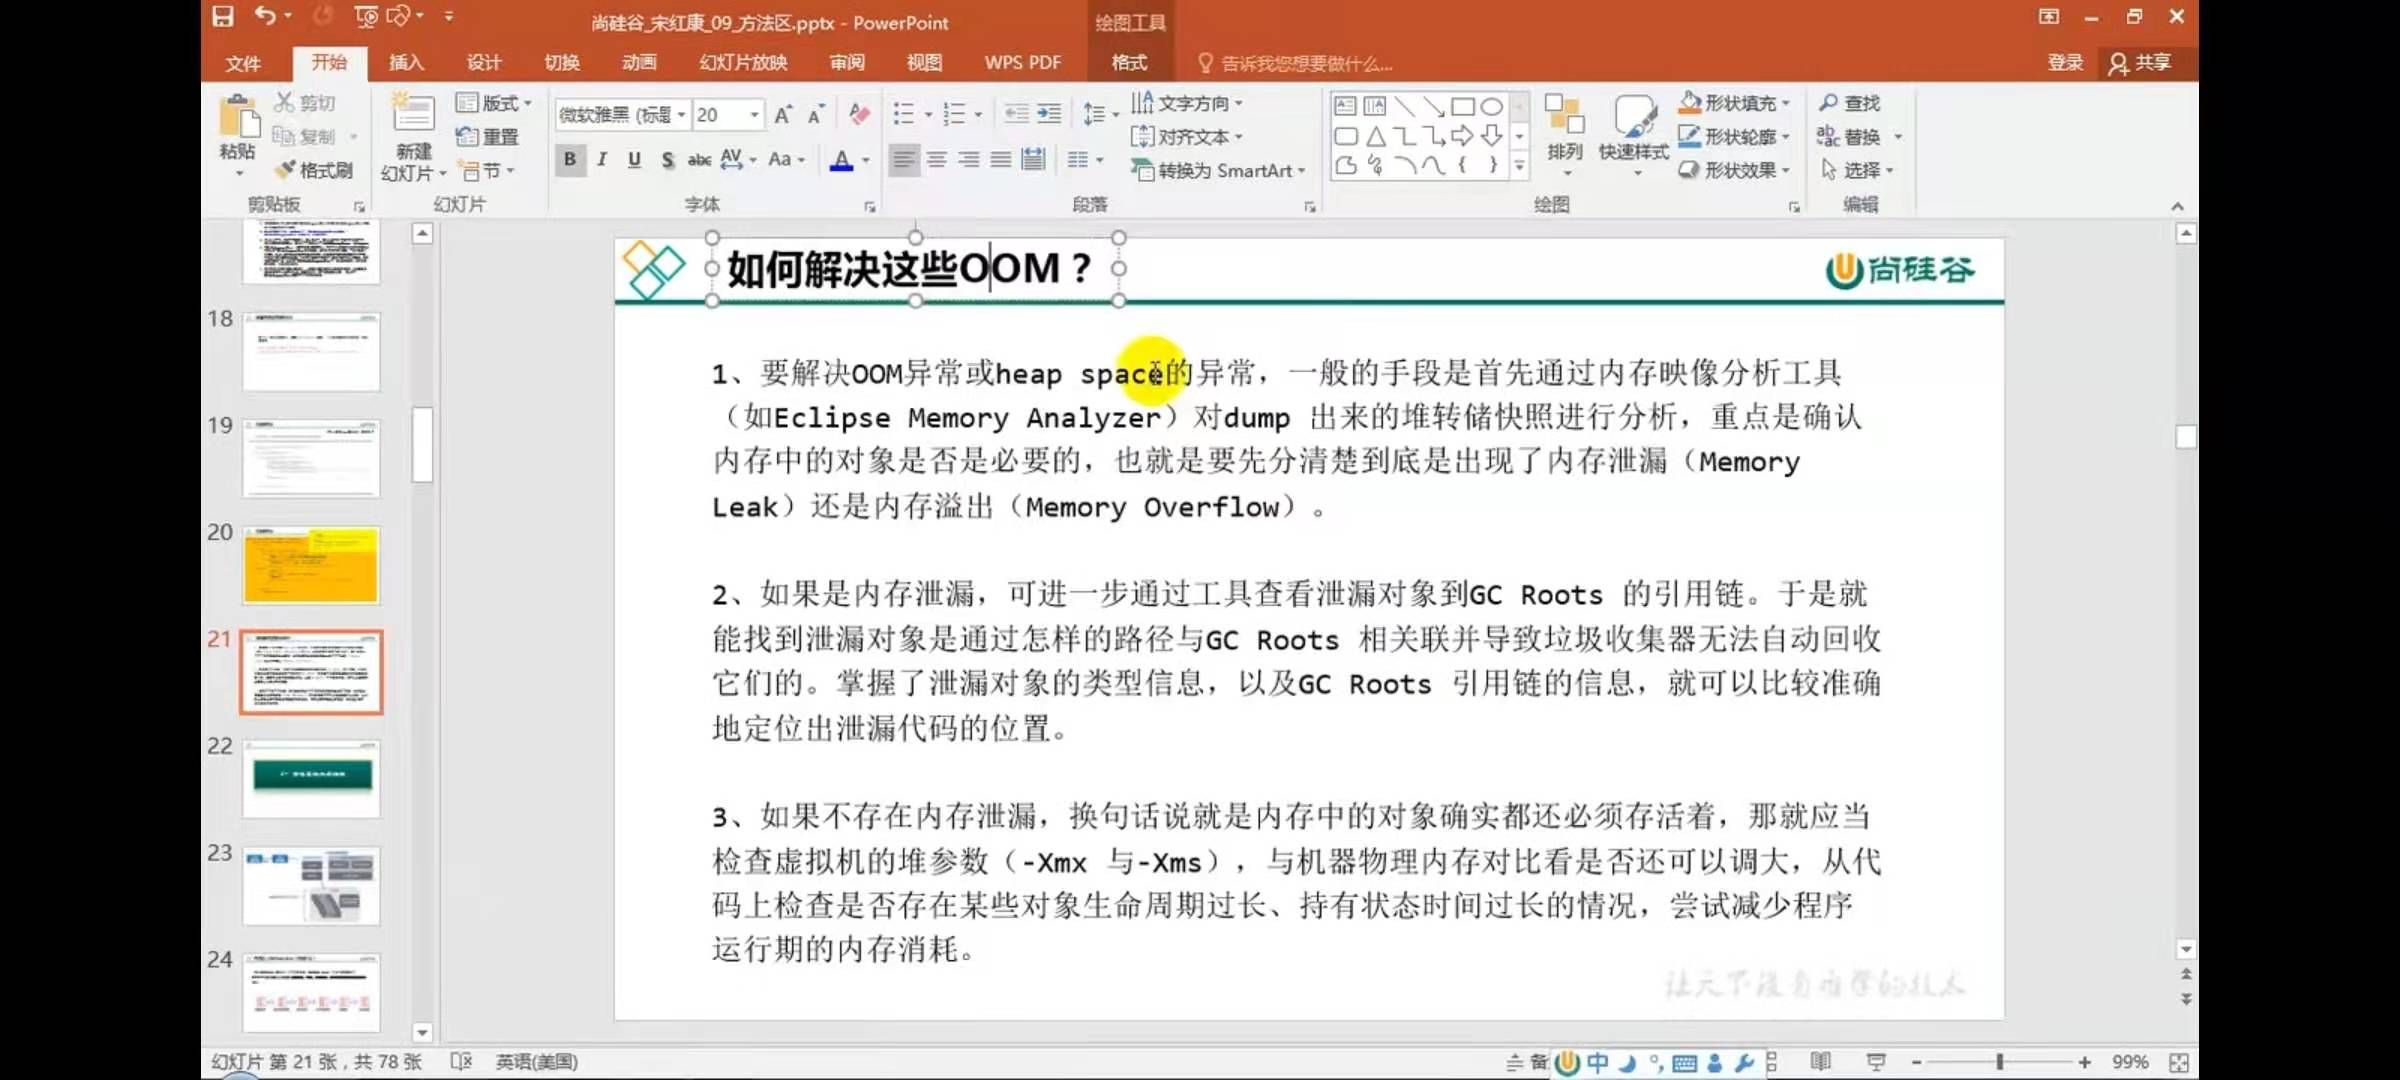 尚硅谷_宋红康_09_方法区.pptx - PowerPoint
绘图工具
文件 开始 插入 设计 切换 动画 幻灯片放映 审阅 视图 WPS PDF 格式 告诉我您想要做什么... 登录 共享
粘贴 剪切 复制 格式刷
新建幻灯片 版式 重置 节
微软雅黑 (标题 20
B I U S abc AV Aa A
文字方向
对齐文本
转换为 SmartArt
排列 快速样式
形状填充
形状轮廓
形状效果
查找
替换
选择
剪贴板 幻灯片 字体 段落 绘图 编辑
18
19
20
21
22
23
24
如何解决这些OOM？
尚硅谷
1、要解决OOM异常或heap space的异常，一般的手段是首先通过内存映像分析工具
（如Eclipse Memory Analyzer）对dump 出来的堆转储快照进行分析，重点是确认
内存中的对象是否是必要的，也就是要先分清楚到底是出现了内存泄漏（Memory
Leak）还是内存溢出（Memory Overflow）。
2、如果是内存泄漏，可进一步通过工具查看泄漏对象到GC Roots 的引用链。于是就
能找到泄漏对象是通过怎样的路径与GC Roots 相关联并导致垃圾收集器无法自动回收
它们的。掌握了泄漏对象的类型信息，以及GC Roots 引用链的信息，就可以比较准确
地定位出泄漏代码的位置。
3、如果不存在内存泄漏，换句话说就是内存中的对象确实都还必须存活着，那就应当
检查虚拟机的堆参数（-Xmx 与-Xms），与机器物理内存对比看是否还可以调大，从代
码上检查是否存在某些对象生命周期过长、持有状态时间过长的情况，尝试减少程序
运行期的内存消耗。
让天下没有难学的技术
幻灯片 第 21 张，共 78 张 英语(美国) 备 中 99%